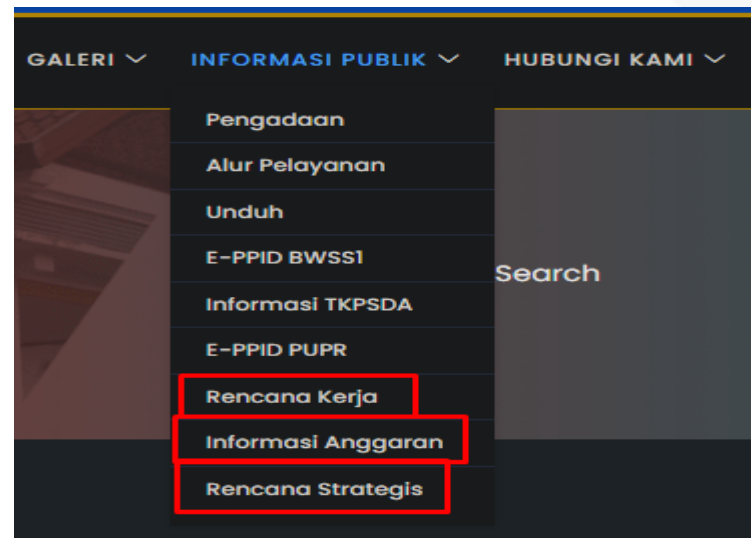 GALERI INFORMASI PUBLIK HUBUNGI KAMI
Pengadaan
Alur Pelayanan
Unduh
E-PPID BWSS1
Search
Informasi TKPSDA
E-PPID PUPR
Rencana Kerja
Informasi Anggaran
Rencana Strategis